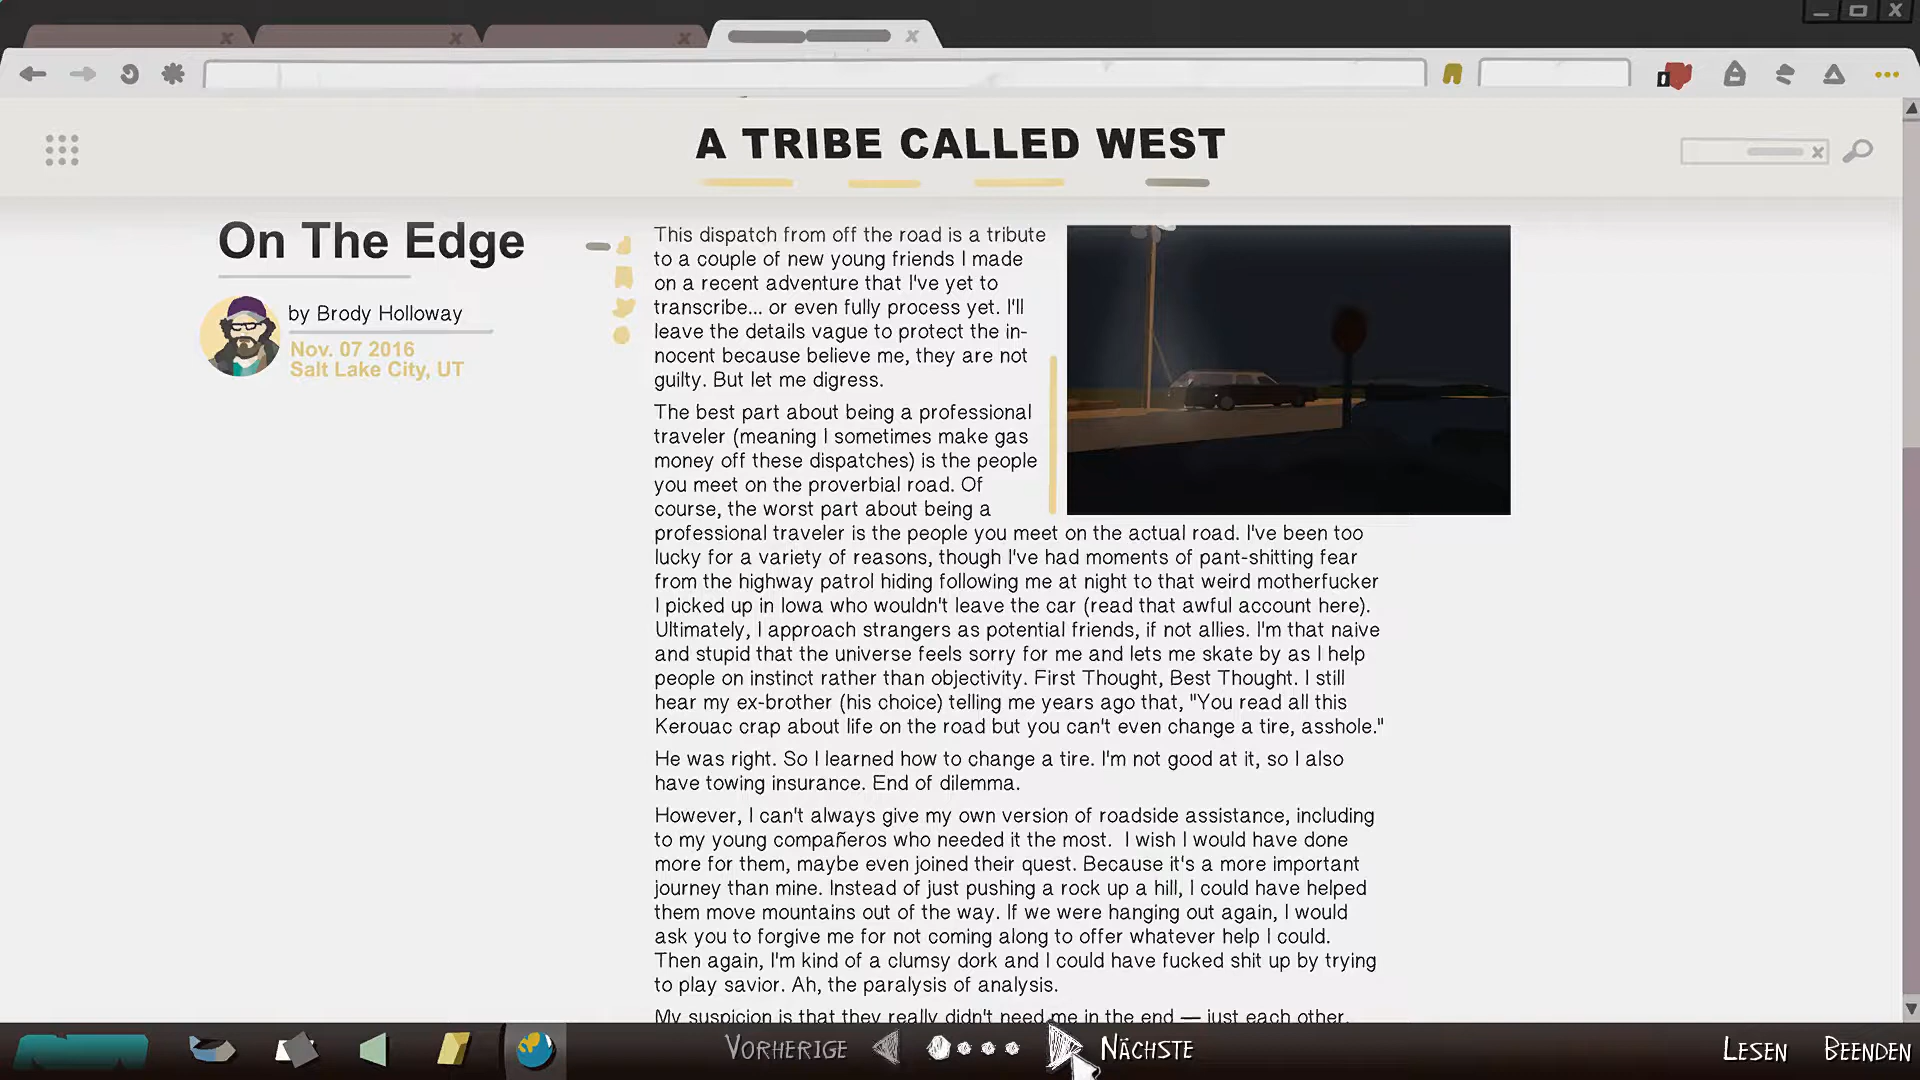 A TRIBE CALLED WEST
On The Edge
by Brody Holloway
Nov. 07 2016
Salt Lake City, UT
This dispatch from off the road is a tribute
to a couple of new young friends I made
on a recent adventure that I've yet to
transcribe... or even fully process yet. I'll
leave the details vague to protect the in-
nocent because believe me, they are not
guilty. But let me digress.
The best part about being a professional
traveler (meaning I sometimes make gas
money off these dispatches) is the people
you meet on the proverbial road. Of
course, the worst part about being a
professional traveler is the people you meet on the actual road. I've been too
lucky for a variety of reasons, though I've had moments of pant-shitting fear
from the highway patrol hiding following me at night to that weird motherfucker
I picked up in Iowa who wouldn't leave the car (read that awful account here).
Ultimately, I approach strangers as potential friends, if not allies. I'm that naive
and stupid that the universe feels sorry for me and lets me skate by as I help
people on instinct rather than objectivity. First Thought, Best Thought. I still
hear my ex-brother (his choice) telling me years ago that, "You read all this
Kerouac crap about life on the road but you can't even change a tire, asshole."
He was right. So I learned how to change a tire. I'm not good at it, so I also
have towing insurance. End of dilemma.
However, I can't always give my own version of roadside assistance, including
to my young compañeros who needed it the most. I wish I would have done
more for them, maybe even joined their quest. Because it's a more important
journey than mine. Instead of just pushing a rock up a hill, I could have helped
them move mountains out of the way. If we were hanging out again, I would
ask you to forgive me for not coming along to offer whatever help I could.
Then again, I'm kind of a clumsy dork and I could have fucked shit up by trying
to play savior. Ah, the paralysis of analysis.
My suspicion is that they really didn't need me in the end — just each other.
VORHERIGE
NÄCHSTE
LESEN
BEENDEN